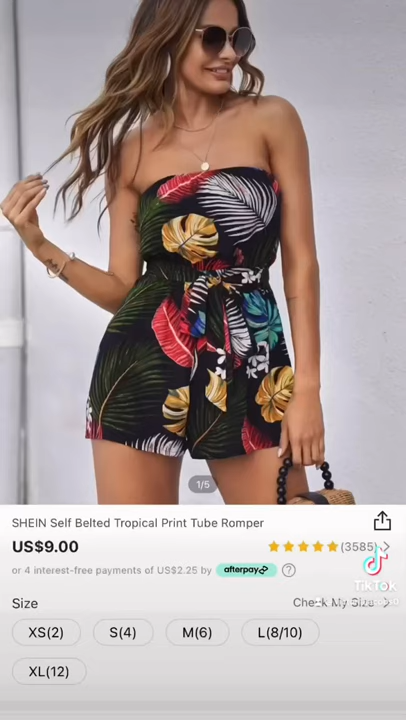 1/5
SHEIN Self Belted Tropical Print Tube Romper
US$9.00
(3585)
or 4 interest-free payments of US$2.25 by afterpay
?
TikTok
Size
Check My Size
XS(2)
S(4)
M(6)
L(8/10)
XL(12)